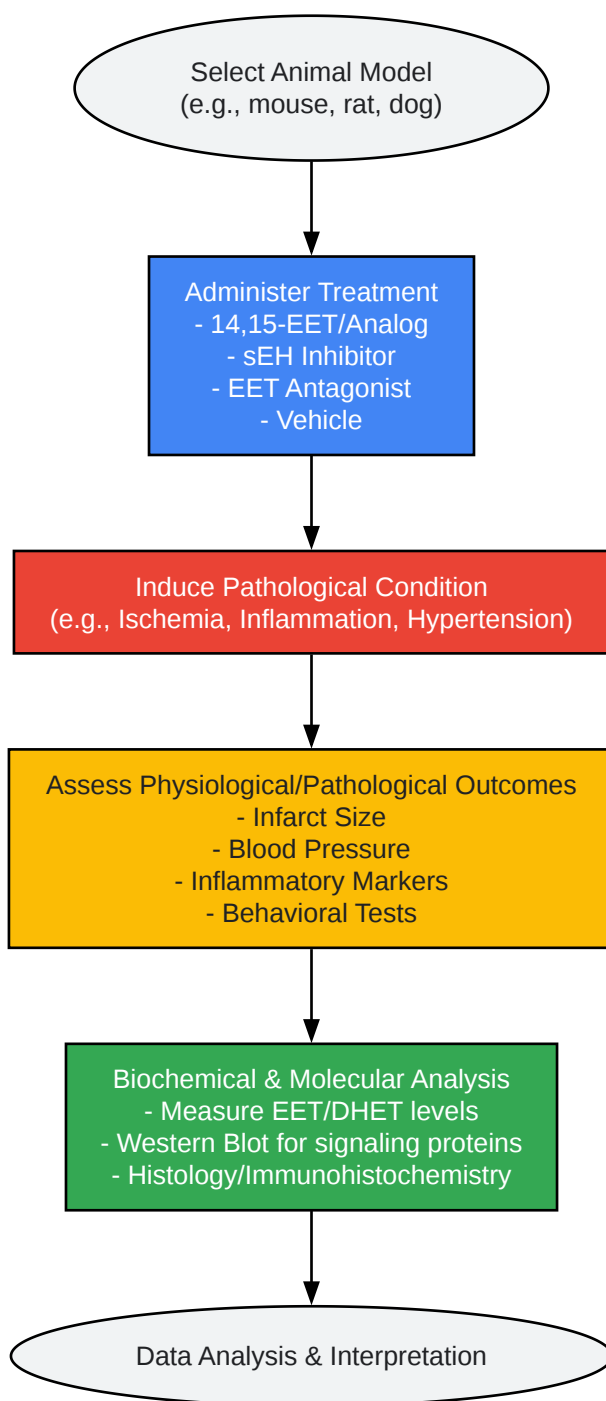 Select Animal Model
(e.g., mouse, rat, dog)
Administer Treatment
- 14,15-EET/Analog
- sEH Inhibitor
- EET Antagonist
- Vehicle
Induce Pathological Condition
(e.g., Ischemia, Inflammation, Hypertension)
Assess Physiological/Pathological Outcomes
- Infarct Size
- Blood Pressure
- Inflammatory Markers
- Behavioral Tests
Biochemical & Molecular Analysis
- Measure EET/DHET levels
- Western Blot for signaling proteins
- Histology/Immunohistochemistry
Data Analysis & Interpretation